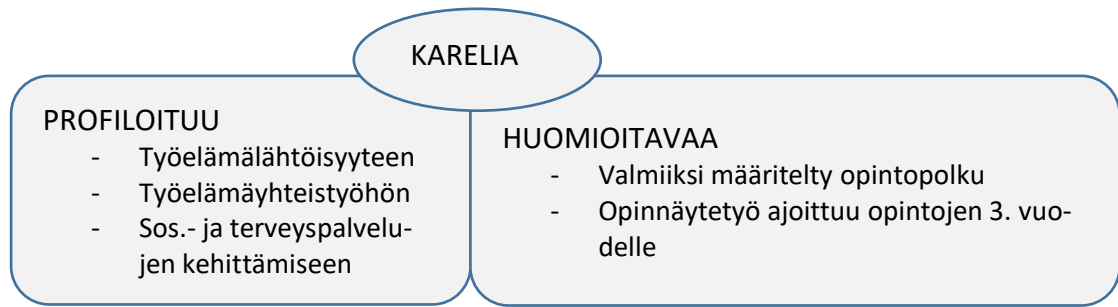 KARELIA
PROFILOITUU
- Työelämälähtöisyyteen
- Työelämäyhteistyöhön
- Sos.- ja terveyspalvelu-
jen kehittämiseen
HUOMIOITAVAA
- Valmiiksi määritelty opintopolku
- Opinnäytetyö ajoittuu opintojen 3. vuo-
delle